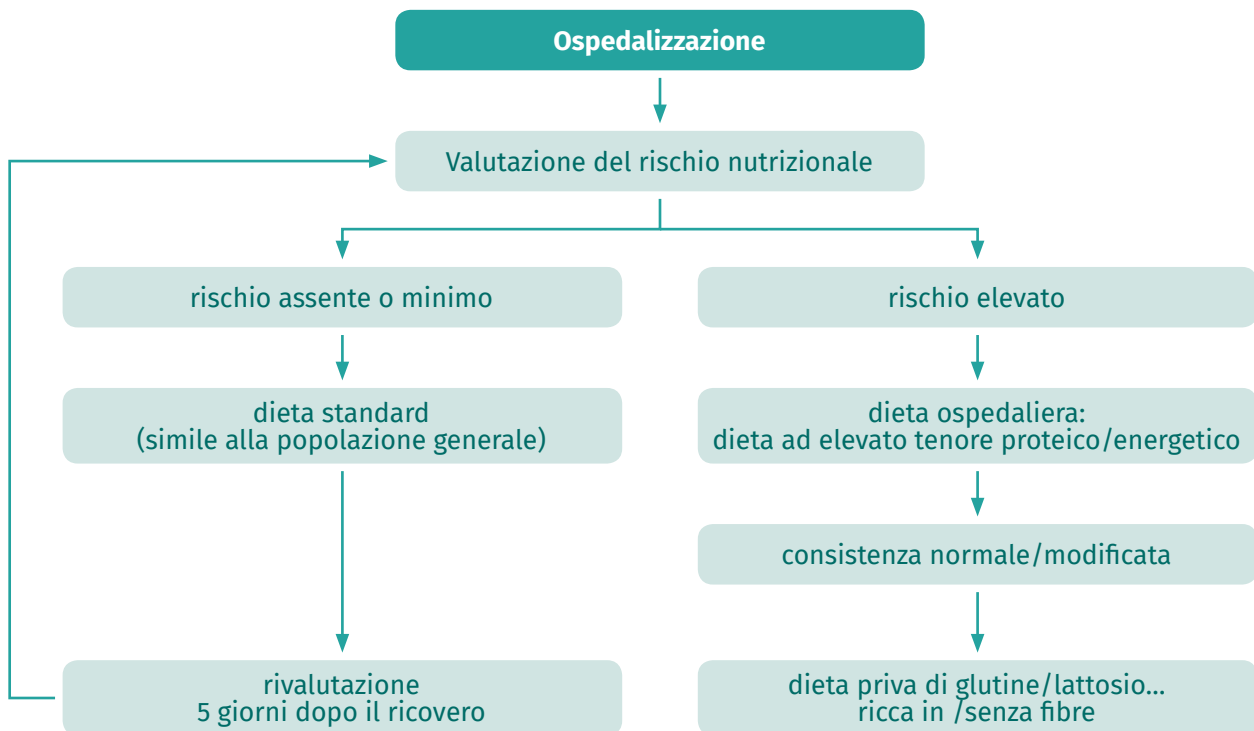 Ospedalizzazione
Valutazione del rischio nutrizionale
rischio assente o minimo
rischio elevato
dieta standard
(simile alla popolazione generale)
dieta ospedaliera:
dieta ad elevato tenore proteico/energetico
consistenza normale/modificata
rivalutazione
5 giorni dopo il ricovero
dieta priva di glutine/lattosio...
ricca in /senza fibre